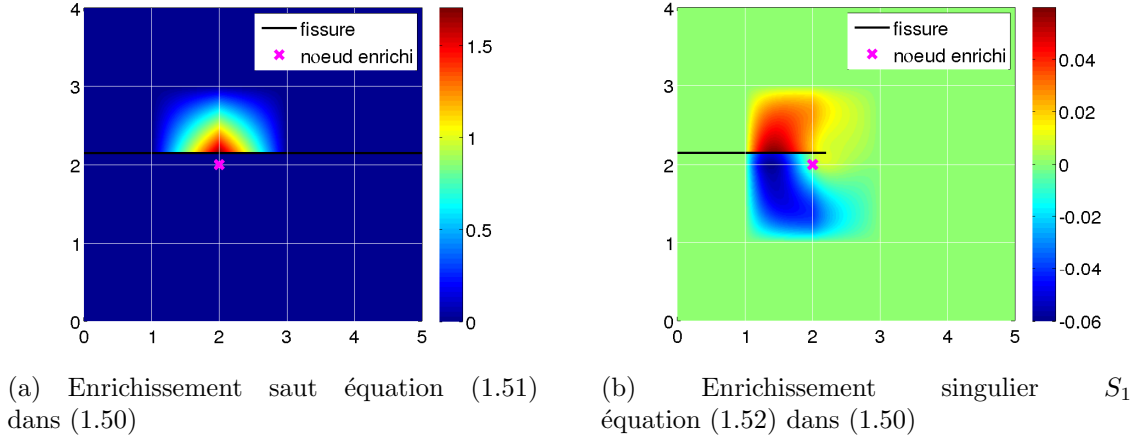 fissure
noeud enrichi
4
3
2
1
0
0 1 2 3 4 5
1.5
1
0.5
0
fissure
noeud enrichi
4
3
2
1
0
0 1 2 3 4 5
0.04
0.02
0
-0.02
-0.04
-0.06
(a) Enrichissement saut équation (1.51)
dans (1.50)
(b) Enrichissement singulier S₁
équation (1.52) dans (1.50)